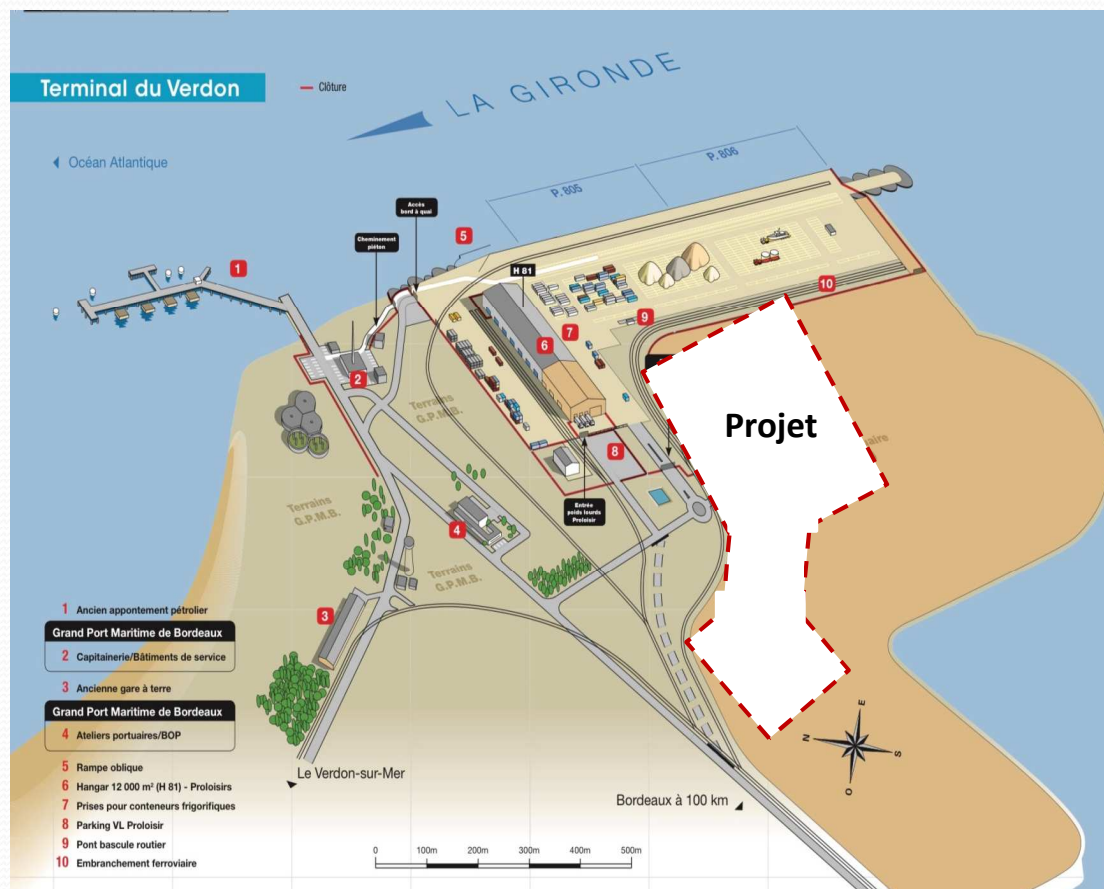 Terminal du Verdon
Clôture
LA GIRONDE
Océan Atlantique
P. 805
P. 806
Accès
bord à quai
Cheminement
piéton
1
5
H 81
10
9
7
6
2
Terrains
G.P.M.B.
Projet
8
Terrains
G.P.M.B.
Entrée
poids lourds
Proloisir
4
Terrains
G.P.M.B.
3
1 Ancien appontement pétrolier
Grand Port Maritime de Bordeaux
2 Capitainerie/Bâtiments de service
3 Ancienne gare à terre
Grand Port Maritime de Bordeaux
4 Ateliers portuaires/BOP
5 Rampe oblique
6 Hangar 12 000 m² (H 81) - Proloisirs
7 Prises pour conteneurs frigorifiques
8 Parking VL Proloisir
9 Pont bascule routier
10 Embranchement ferroviaire
Le Verdon-sur-Mer
Bordeaux à 100 km
N
E
S
O
0 100m 200m 300m 400m 500m